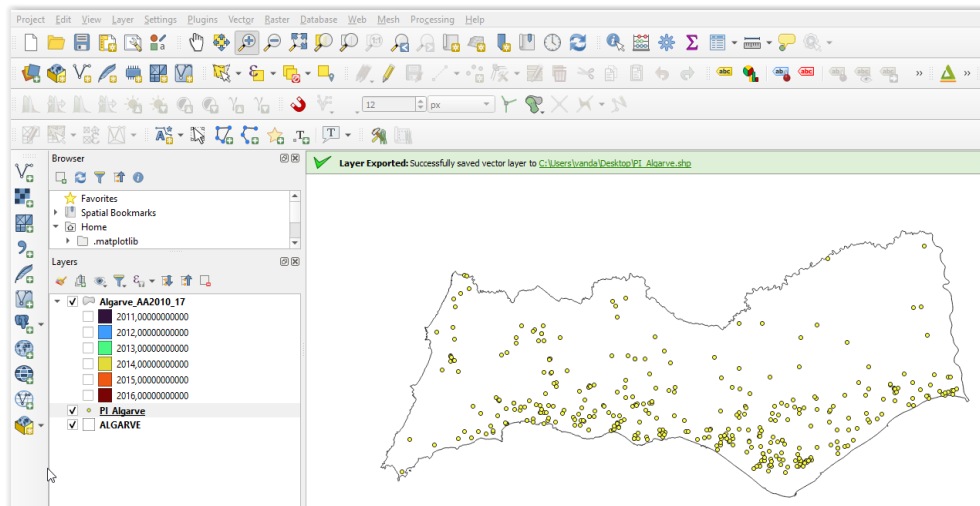 Project Edit View Layer Settings Plugins Vector Raster Database Web Mesh Processing Help
abc abc abc
12 px
T
Browser
Layer Exported: Successfully saved vector layer to C:\Users\vanda\Desktop\PI_Algarve.shp
Favorites
Spatial Bookmarks
Home
.matplotlib
Layers
Algarve_AA2010_17
2011,00000000000
2012,00000000000
2013,00000000000
2014,00000000000
2015,00000000000
2016,00000000000
PI_Algarve
ALGARVE